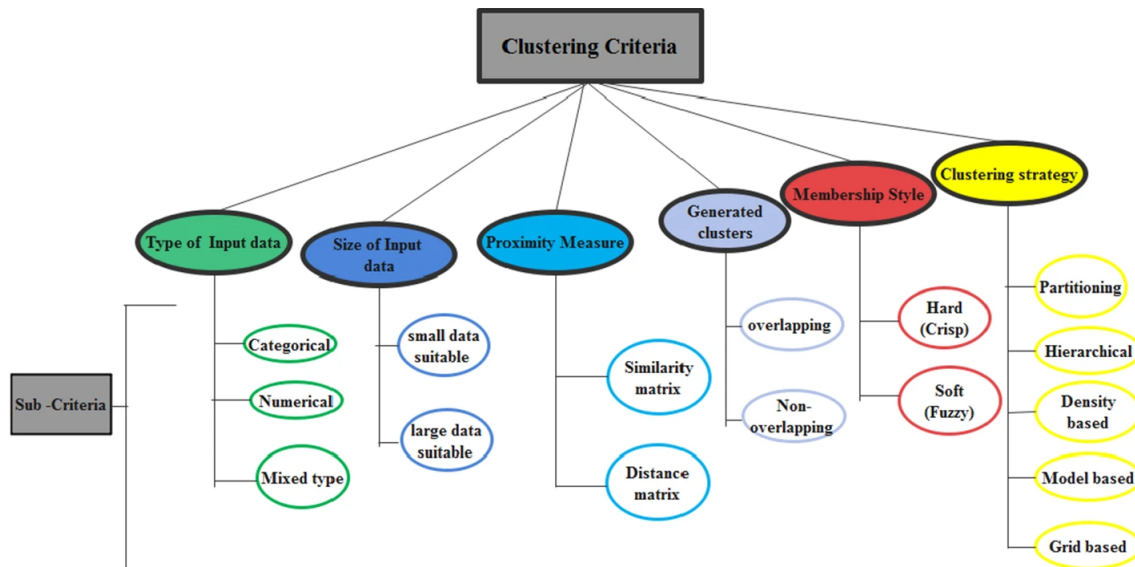 Clustering Criteria
Type of Input data
Size of Input
data
Proximity Measure
Generated
clusters
Membership Style
Clustering strategy
Sub -Criteria
Categorical
Numerical
Mixed type
small data
suitable
large data
suitable
Similarity
matrix
Distance
matrix
overlapping
Non-
overlapping
Hard
(Crisp)
Soft
(Fuzzy)
Partitioning
Hierarchical
Density
based
Model based
Grid based